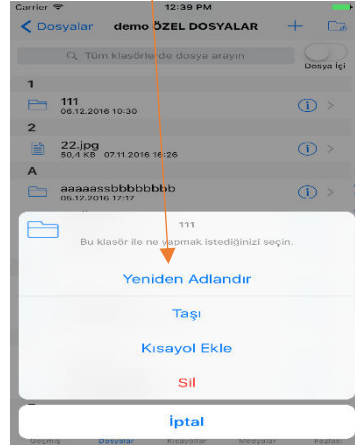 Carrier 12:39 PM
Dosyalar demo ÖZEL DOSYALAR
Tüm klasörlerde dosya arayın
Dosya İçi
1
111
06.12.2016 10:30
2
22.jpg
50,4 KB 07.11.2016 16:26
A
aaaaassbbbbbbbb
06.12.2016 17:17
111
Bu klasör ile ne yapmak istediğinizi seçin.
Yeniden Adlandır
Taşı
Kısayol Ekle
Sil
İptal
Geçmiş Dosyalar Kısayollar Medyalar Fazlası